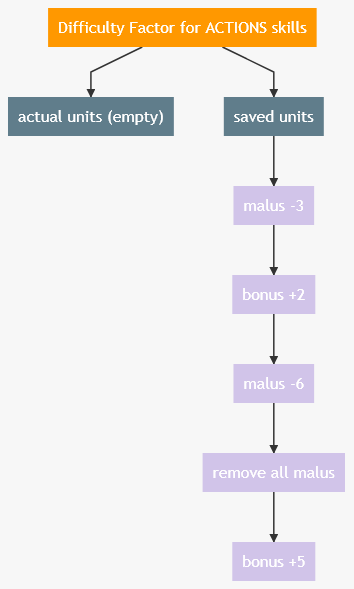 Difficulty Factor for ACTIONS skills
actual units (empty)
saved units
malus -3
bonus +2
malus -6
remove all malus
bonus +5